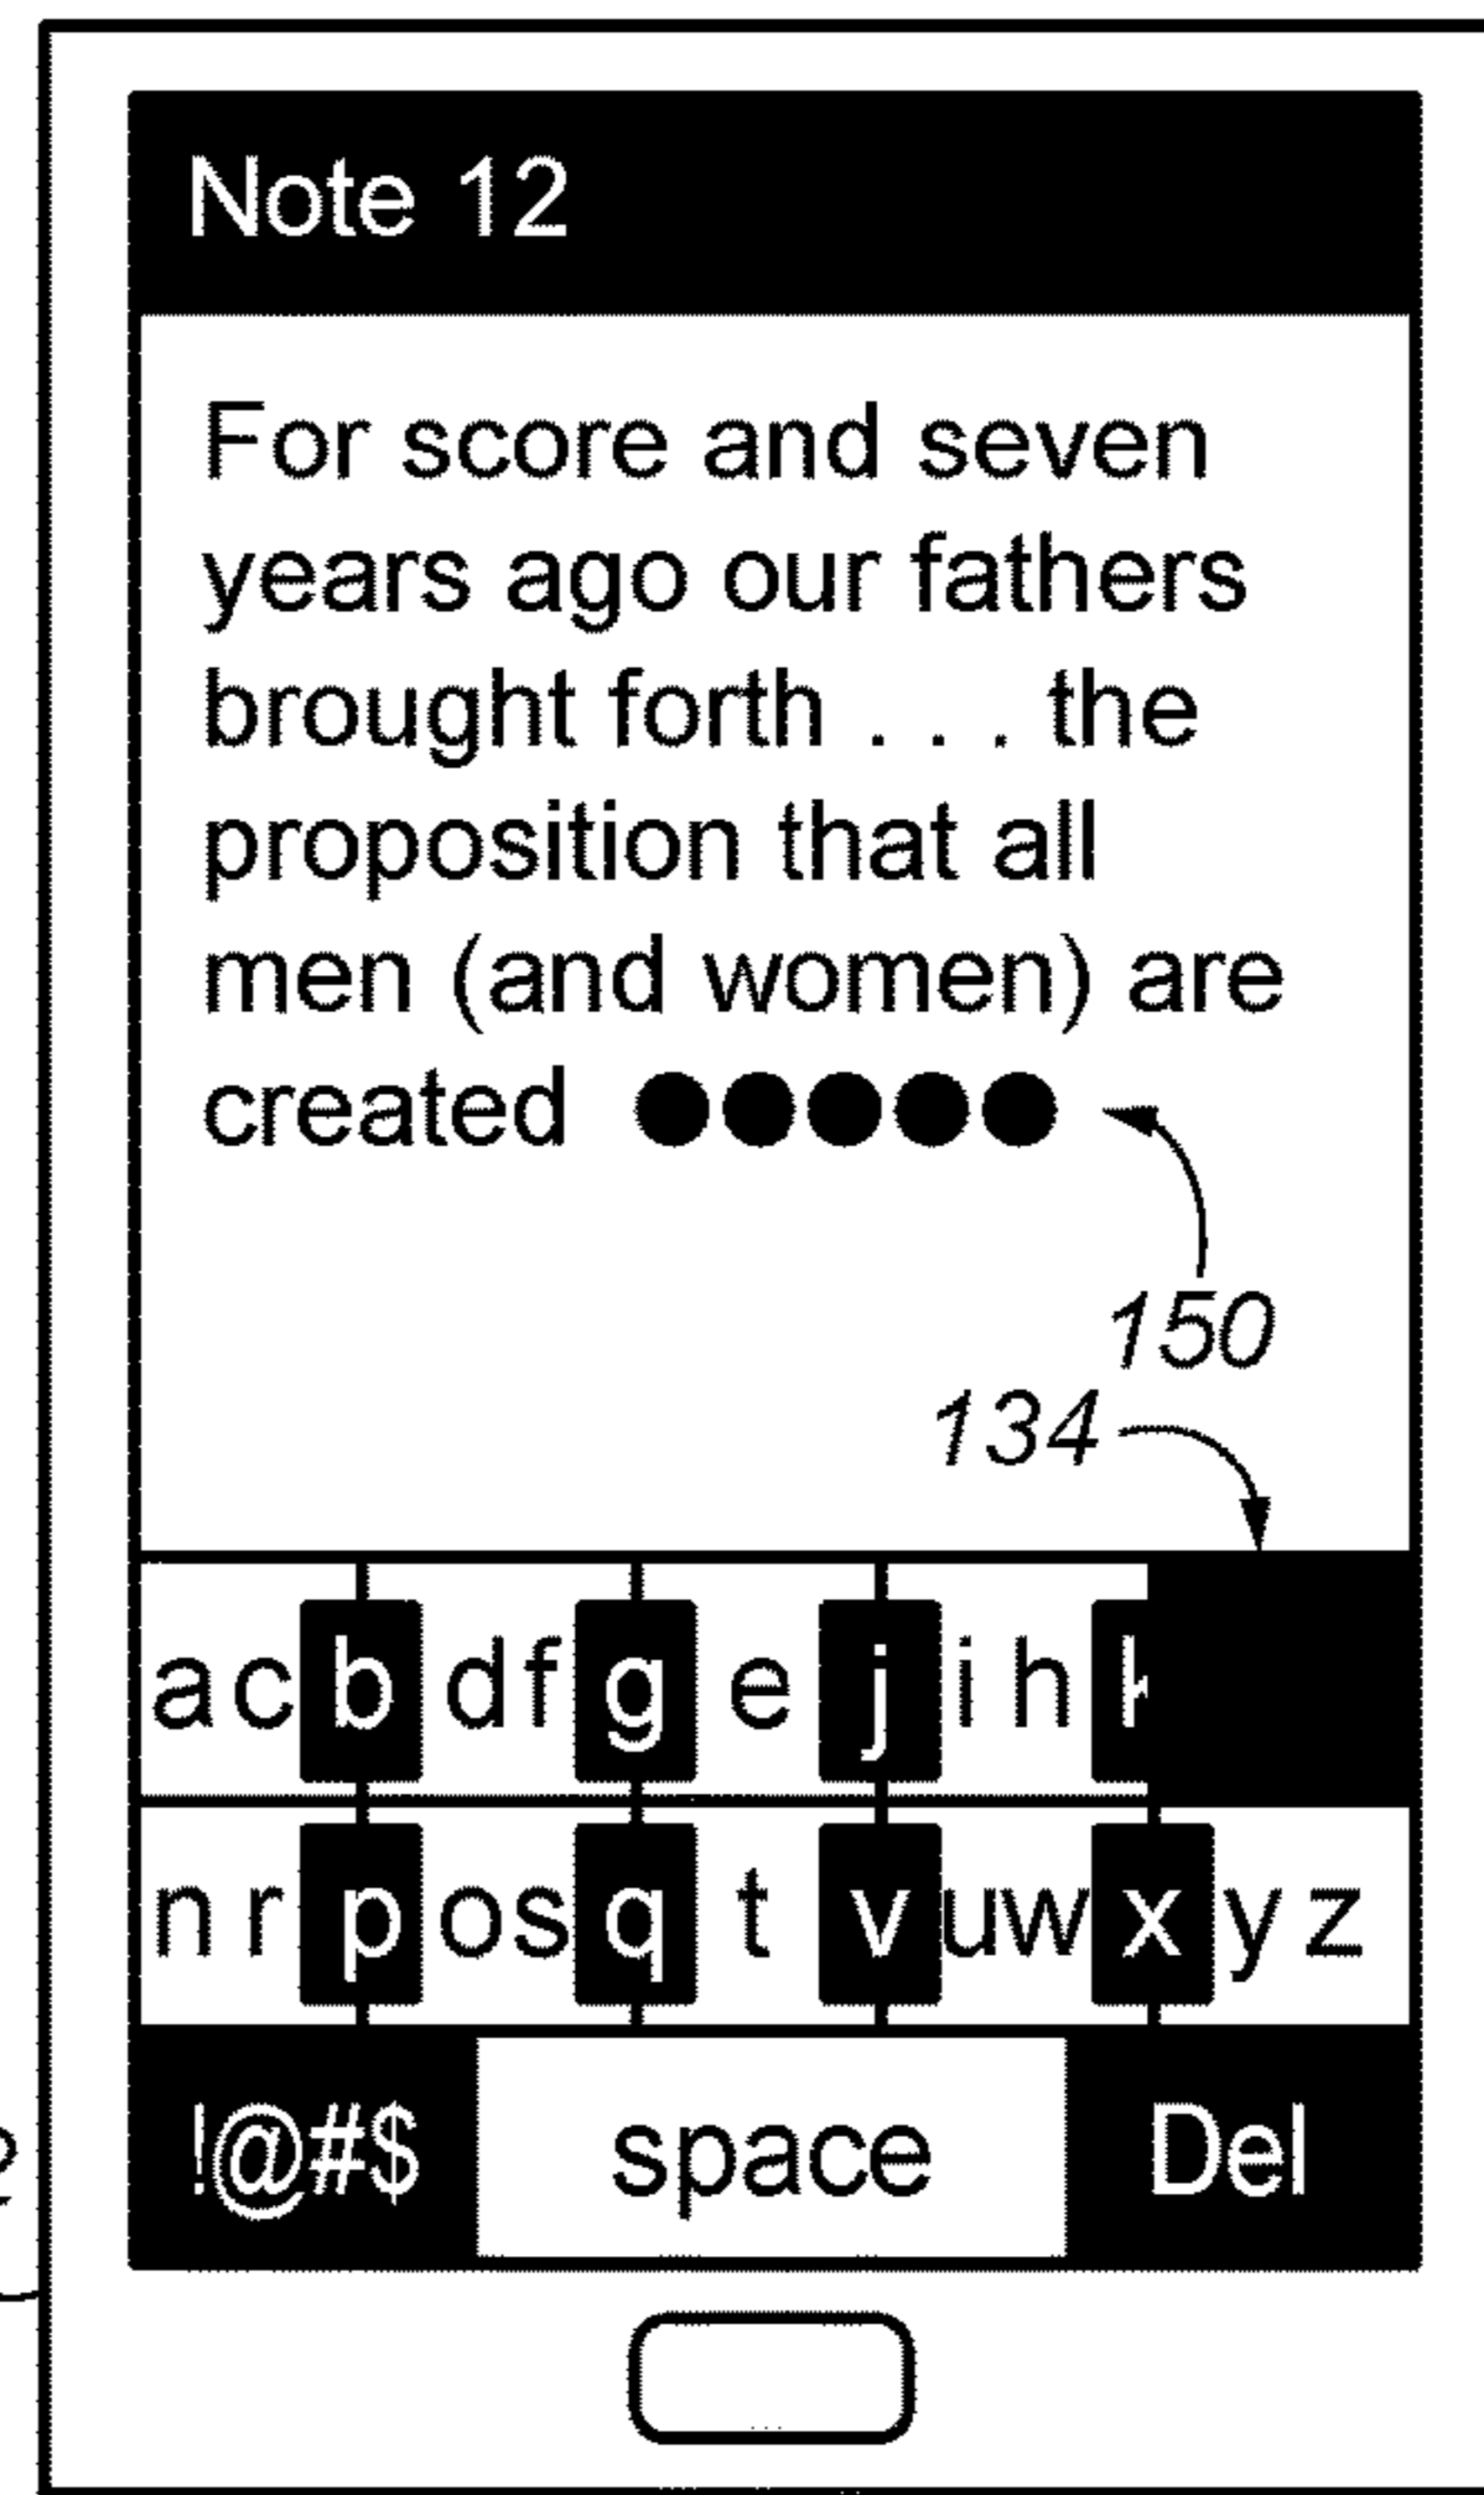 Note 12
For score and seven
years ago our fathers
brought forth . . . the
proposition that all
men (and women) are
created ●●●●●
150
134
a c b d f g e j i h
n r p o s q t v u w x y z
!@#$ space Del